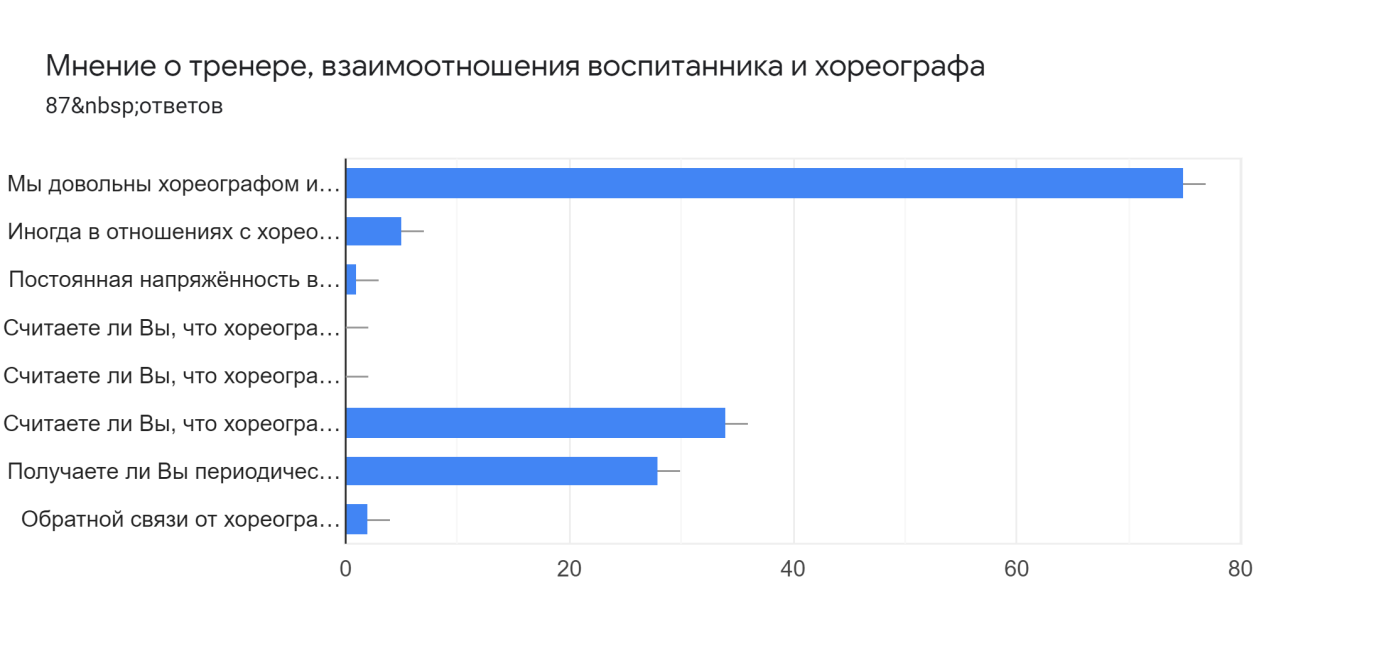 Мнение о тренере, взаимоотношения воспитанника и хореографа
87&nbsp;ответов
Мы довольны хореографом и…
Иногда в отношениях с хорео…
Постоянная напряжённость в…
Считаете ли Вы, что хореогра…
Считаете ли Вы, что хореогра…
Считаете ли Вы, что хореогра…
Получаете ли Вы периодичес…
Обратной связи от хореогра…
0 20 40 60 80